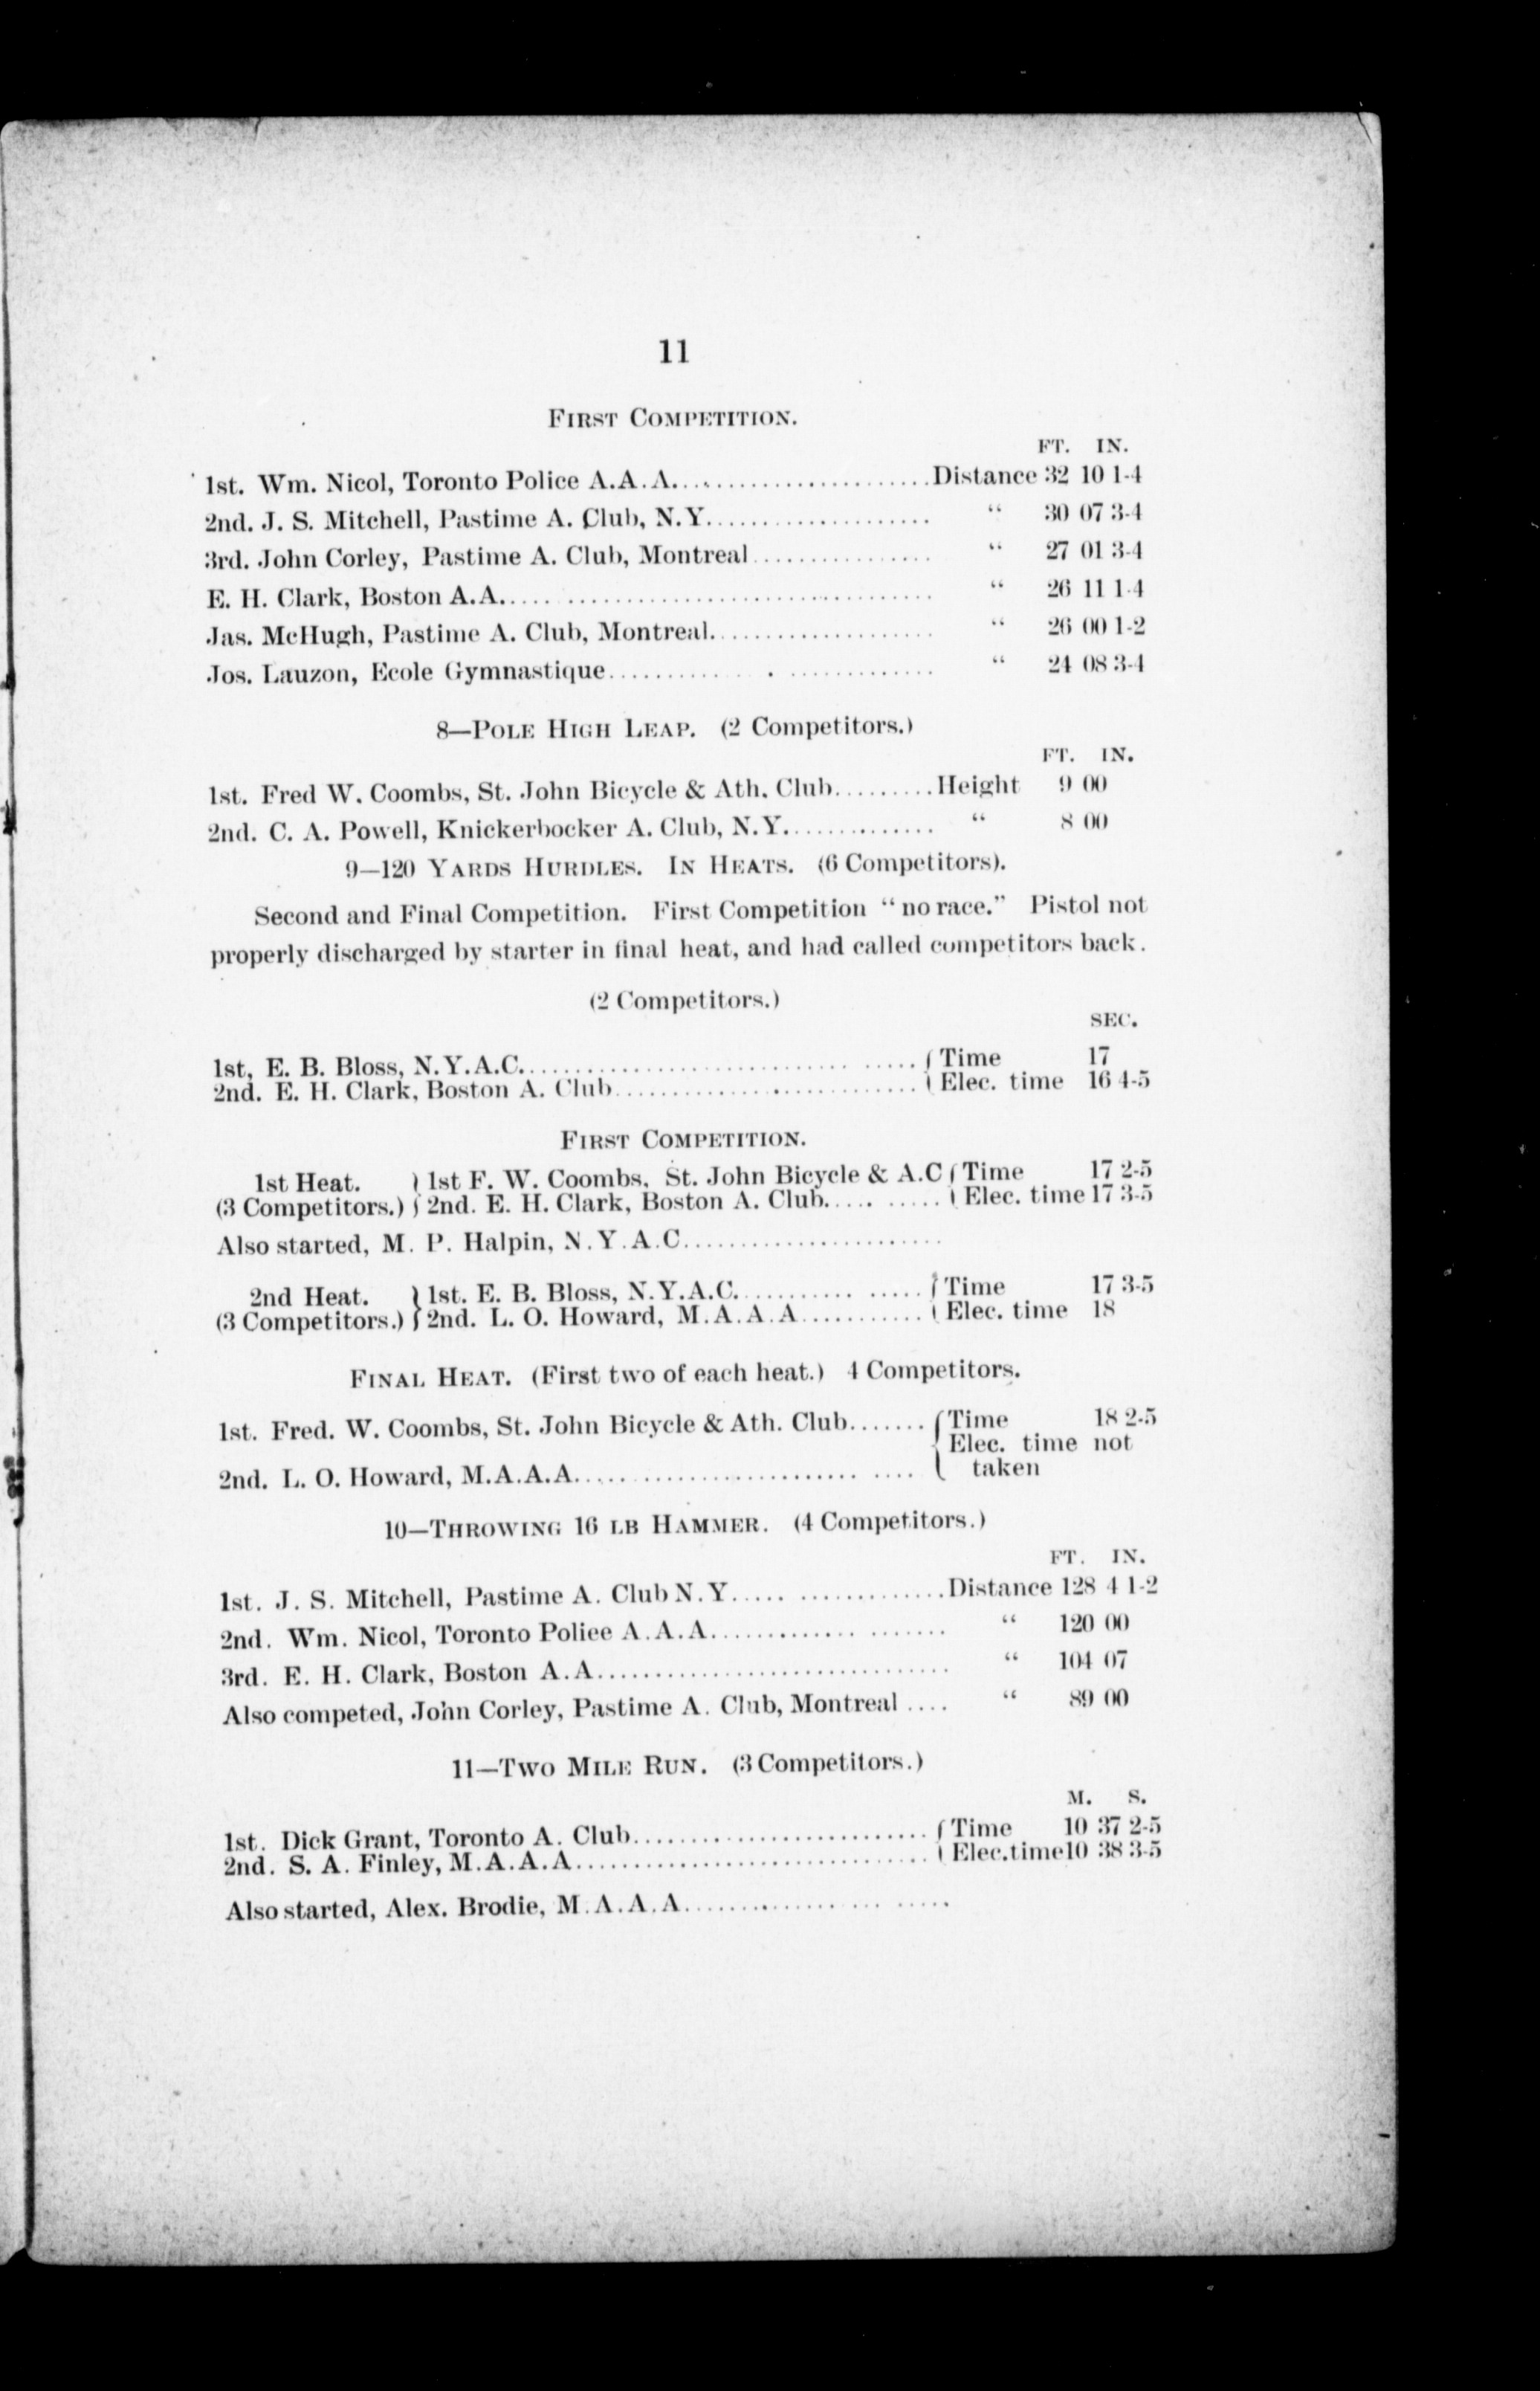 11
FIRST COMPETITION.
FT. IN.
1st. Wm. Nicol, Toronto Police A.A.A. Distance 32 10 1-4
2nd. J. S. Mitchell, Pastime A. Club, N.Y. “ 30 07 3-4
3rd. John Corley, Pastime A. Club, Montreal “ 27 01 3-4
E. H. Clark, Boston A.A. “ 26 11 1-4
Jas. McHugh, Pastime A. Club, Montreal. “ 26 00 1-2
Jos. Lauzon, Ecole Gymnastique “ 24 08 3-4
8—POLE HIGH LEAP. (2 Competitors.)
FT. IN.
1st. Fred W. Coombs, St. John Bicycle & Ath. Club. Height 9 00
2nd. C. A. Powell, Knickerbocker A. Club, N.Y. “ 8 00
9—120 YARDS HURDLES. IN HEATS. (6 Competitors).
Second and Final Competition. First Competition “no race.” Pistol not
properly discharged by starter in final heat, and had called competitors back.
(2 Competitors.)
SEC.
1st, E. B. Bloss, N.Y.A.C. { Time 17
2nd. E. H. Clark, Boston A. Club { Elec. time 16 4-5
FIRST COMPETITION.
1st Heat. } 1st F. W. Coombs, St. John Bicycle & A.C { Time 17 2-5
(3 Competitors.) } 2nd. E. H. Clark, Boston A. Club. { Elec. time 17 3-5
Also started, M. P. Halpin, N.Y.A.C
2nd Heat. } 1st. E. B. Bloss, N.Y.A.C. { Time 17 3-5
(3 Competitors.) } 2nd. L. O. Howard, M.A.A.A { Elec. time 18
FINAL HEAT. (First two of each heat.) 4 Competitors.
1st. Fred. W. Coombs, St. John Bicycle & Ath. Club { Time 18 2-5
Elec. time not
2nd. L. O. Howard, M.A.A.A. taken
10—THROWING 16 LB HAMMER. (4 Competitors.)
FT. IN.
1st. J. S. Mitchell, Pastime A. Club N.Y. Distance 128 4 1-2
2nd. Wm. Nicol, Toronto Police A.A.A. “ 120 00
3rd. E. H. Clark, Boston A.A. “ 104 07
Also competed, John Corley, Pastime A. Club, Montreal “ 89 00
11—TWO MILE RUN. (3 Competitors.)
M. S.
1st. Dick Grant, Toronto A. Club { Time 10 37 2-5
2nd. S. A. Finley, M.A.A.A. { Elec. time 10 38 3-5
Also started, Alex. Brodie, M.A.A.A.